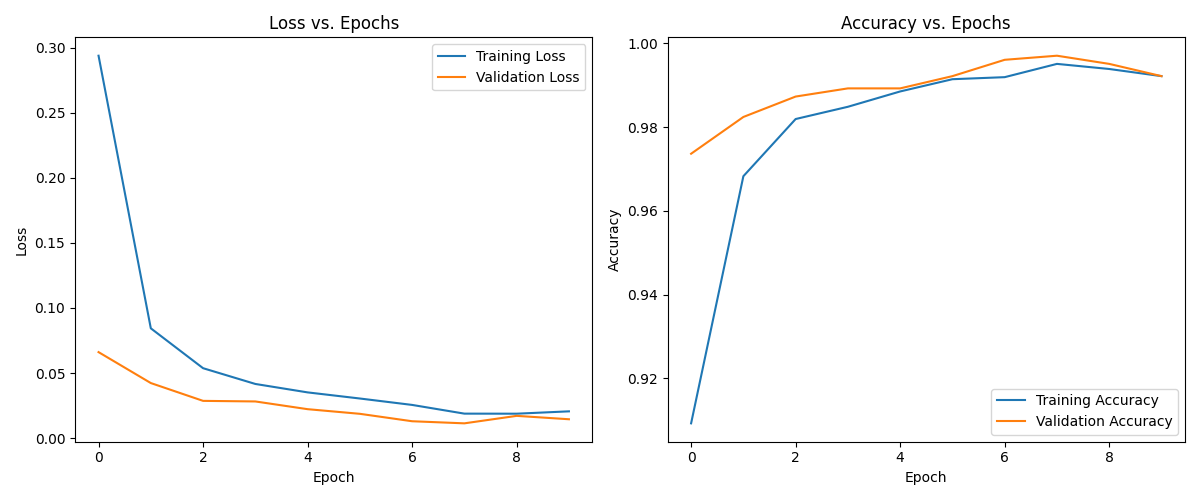 Loss vs. Epochs
0.30
0.25
0.20
0.15
0.10
0.05
0.00
Loss
0 2 4 6 8
Epoch
Training Loss
Validation Loss
Accuracy vs. Epochs
1.00
0.98
0.96
0.94
0.92
Accuracy
0 2 4 6 8
Epoch
Training Accuracy
Validation Accuracy